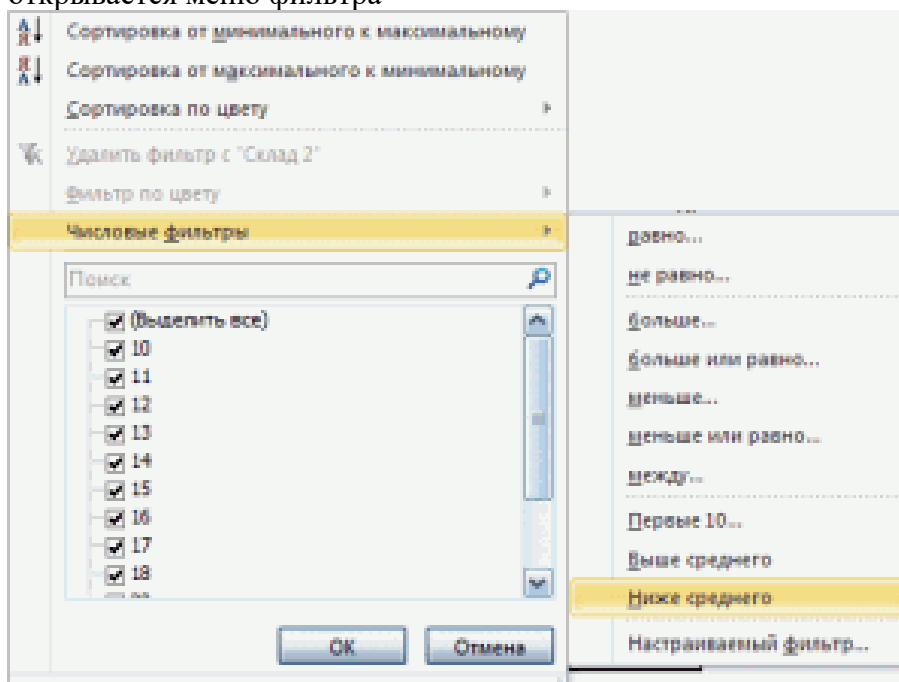 открывается меню фильтра
Сортировка от минимального к максимальному
Сортировка от максимального к минимальному
Сортировка по цвету
Удалить фильтр с "Склад 2"
Фильтр по цвету
Числовые фильтры
Поиск
(Выделить все)
10
11
12
13
14
15
16
17
18
ОК
Отмена
равно...
не равно...
больше...
больше или равно...
меньше...
меньше или равно...
между...
Первые 10...
Выше среднего
Ниже среднего
Настраиваемый фильтр...